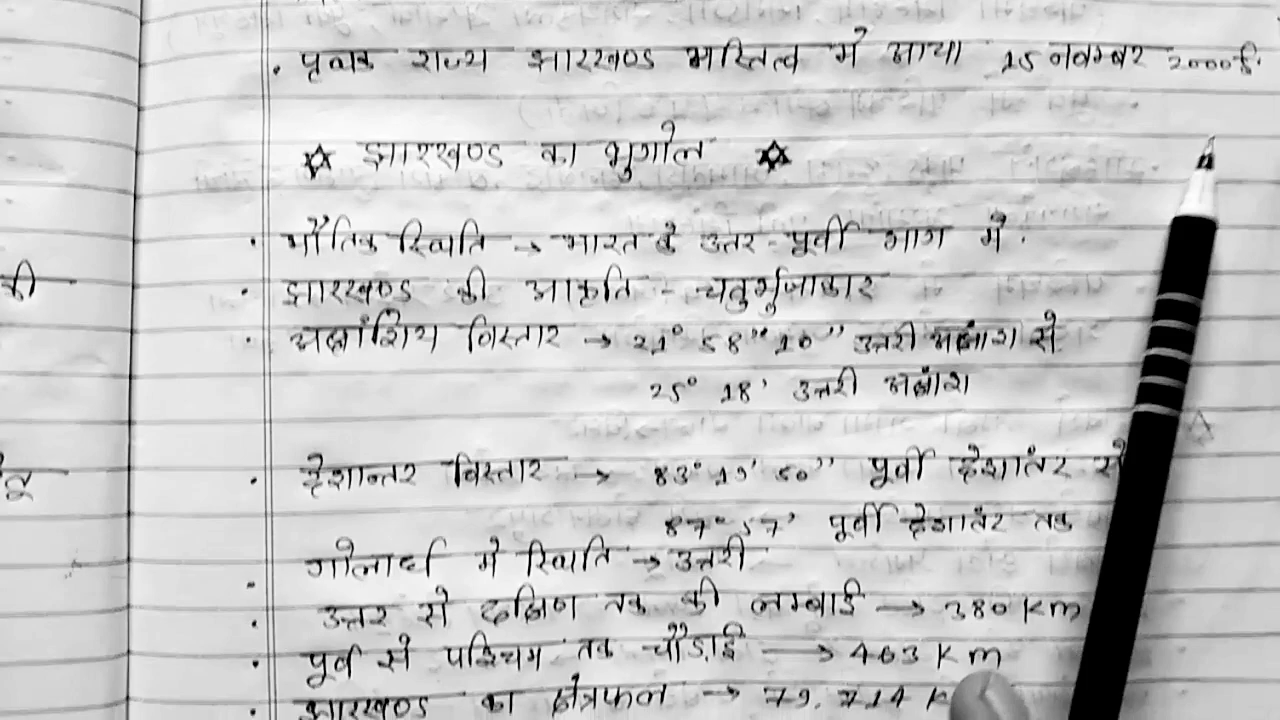 • पृथक राज्य झारखण्ड अस्तित्व में आया 15 नवम्बर 2000 ई.
✡ झारखण्ड का भुगोल ✡
• भौतिक स्थिति → भारत के उत्तर-पूर्वी भाग में.
• झारखण्ड की आकृति - चतुर्भुजाकार
• अक्षांशिय विस्तार → 21° 58" 10" उत्तरी अक्षांश से
25° 18' उत्तरी अक्षांश
की
• देशान्तर विस्तार → 83° 19' 50" पूर्वी देशांतर से
87° 57' पूर्वी देशांतर तक
• गोलार्ध में स्थिति → उत्तरी
• उत्तर से दक्षिण तक की लम्बाई → 380 Km
• पूर्व से पश्चिम तक चौड़ाई → 463 Km
• झारखण्ड का क्षेत्रफल → 79,714 K